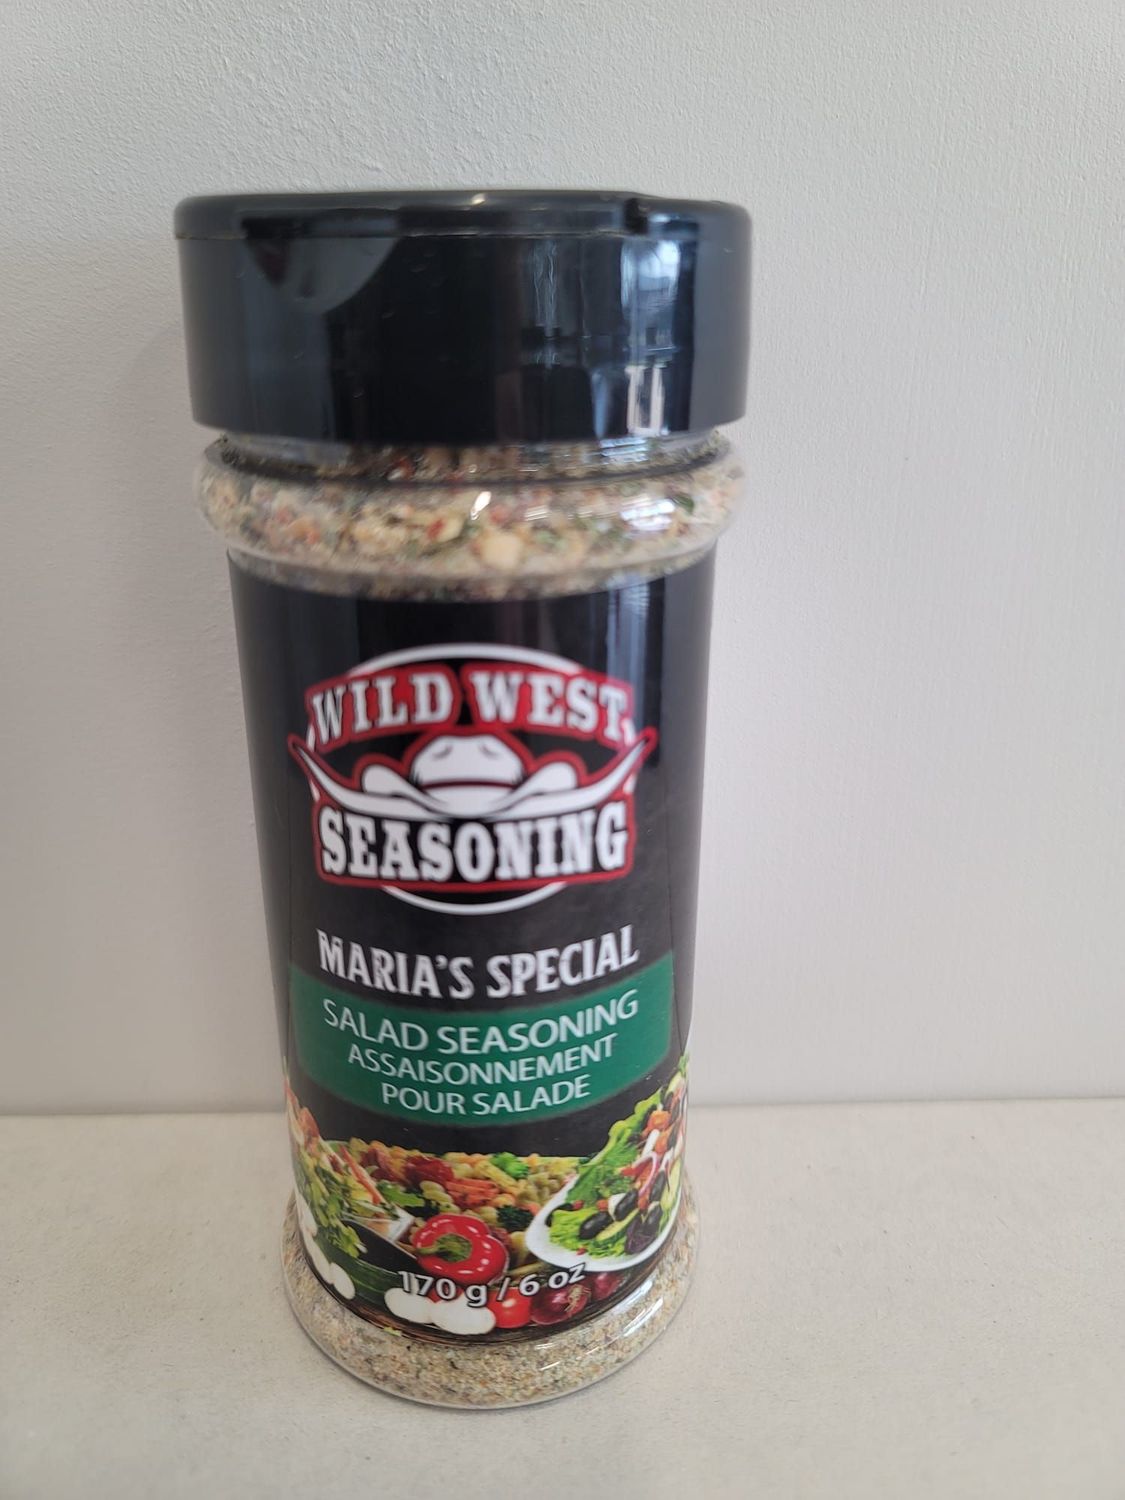 WILD WEST
SEASONING
MARIA'S SPECIAL
SALAD SEASONING
ASSAISONNEMENT
POUR SALADE
170 g / 6 oz